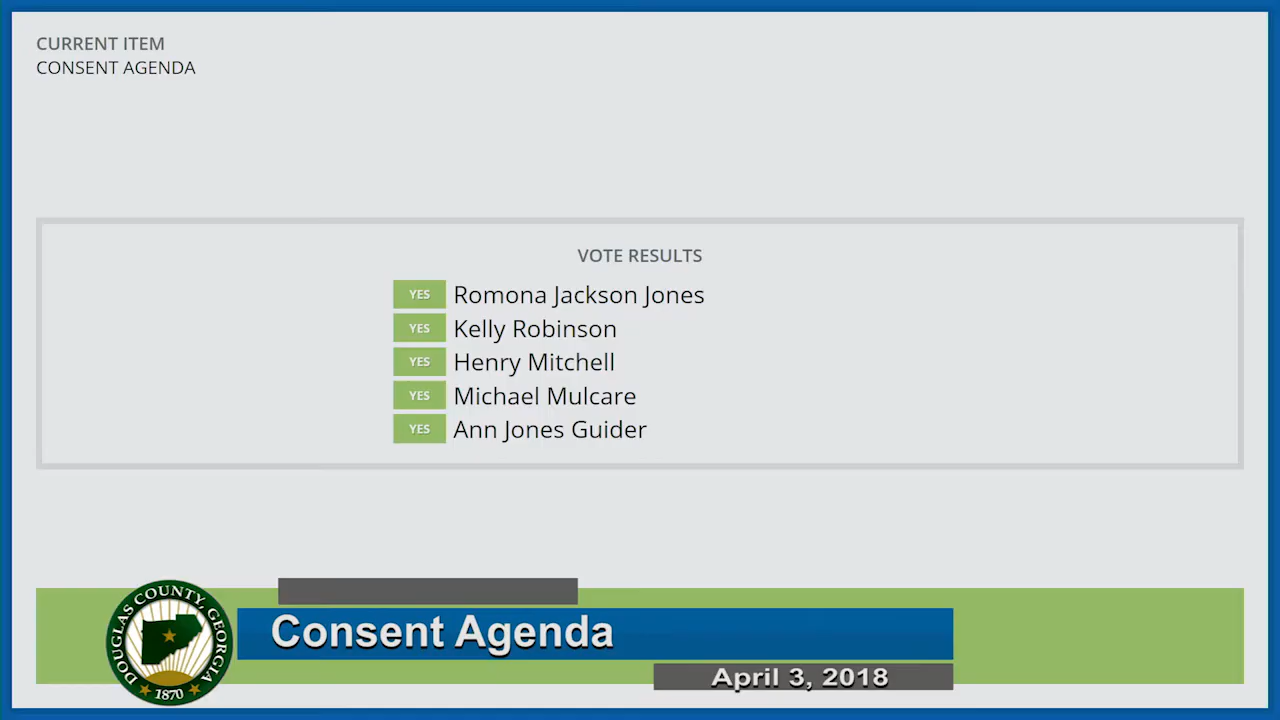 CURRENT ITEM
CONSENT AGENDA
VOTE RESULTS
YES Romona Jackson Jones
YES Kelly Robinson
YES Henry Mitchell
YES Michael Mulcare
YES Ann Jones Guider
DOUGLAS COUNTY, GEORGIA
1870
Consent Agenda
April 3, 2018